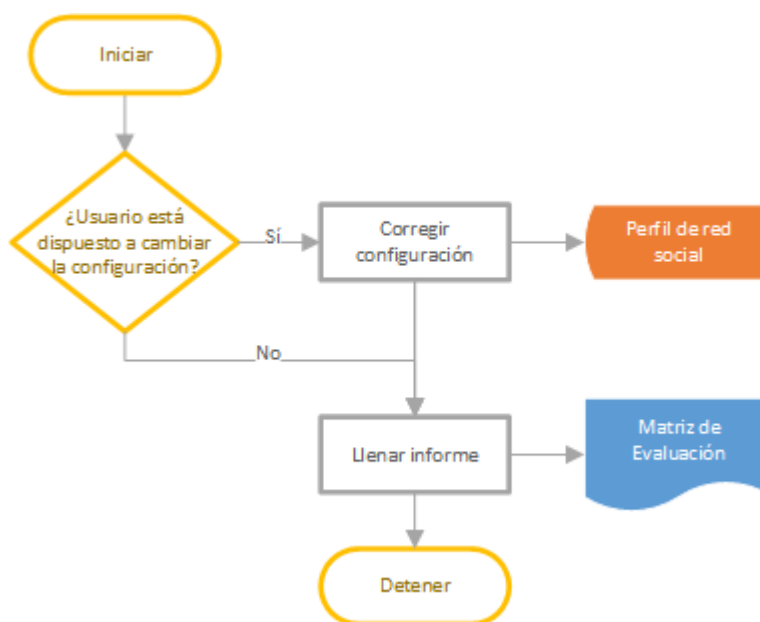 Iniciar
¿Usuario está
dispuesto a cambiar
la configuración?
Sí
Corregir
configuración
Perfil de red
social
No
Llenar informe
Matriz de
Evaluación
Detener